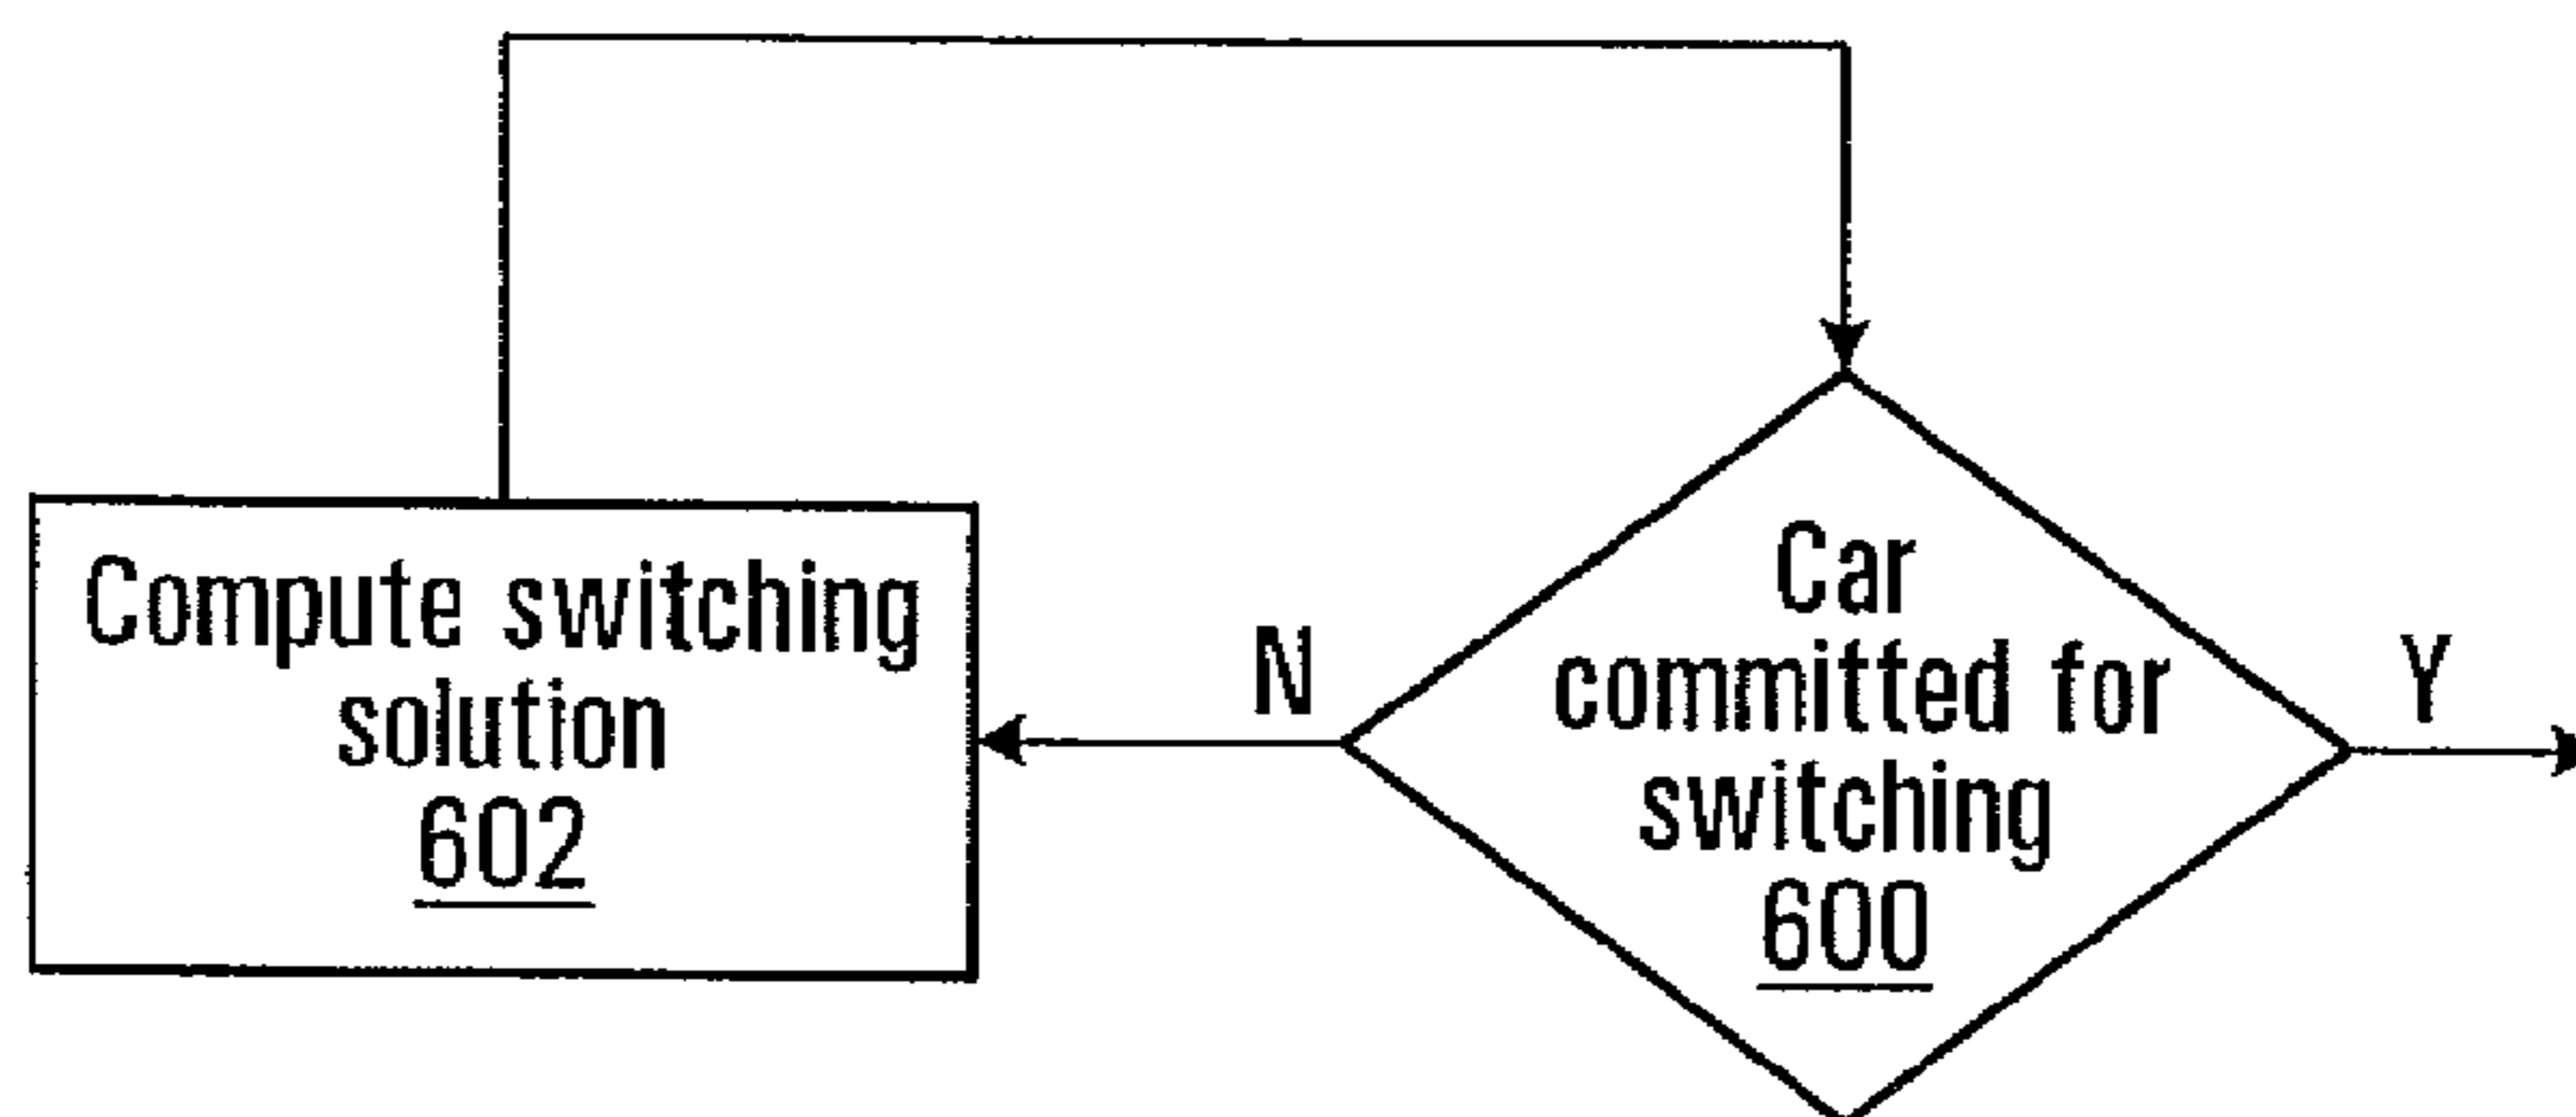 Compute switching
solution
602
N
Car
committed for
switching
600
Y